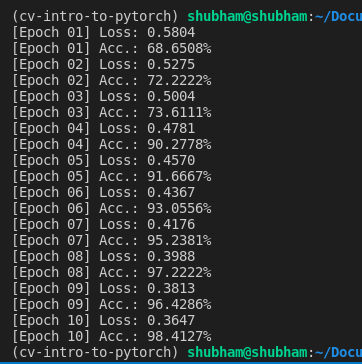 (cv-intro-to-pytorch) shubham@shubham:~/Docu
[Epoch 01] Loss: 0.5804
[Epoch 01] Acc.: 68.6508%
[Epoch 02] Loss: 0.5275
[Epoch 02] Acc.: 72.2222%
[Epoch 03] Loss: 0.5004
[Epoch 03] Acc.: 73.6111%
[Epoch 04] Loss: 0.4781
[Epoch 04] Acc.: 90.2778%
[Epoch 05] Loss: 0.4570
[Epoch 05] Acc.: 91.6667%
[Epoch 06] Loss: 0.4367
[Epoch 06] Acc.: 93.0556%
[Epoch 07] Loss: 0.4176
[Epoch 07] Acc.: 95.2381%
[Epoch 08] Loss: 0.3988
[Epoch 08] Acc.: 97.2222%
[Epoch 09] Loss: 0.3813
[Epoch 09] Acc.: 96.4286%
[Epoch 10] Loss: 0.3647
[Epoch 10] Acc.: 98.4127%
(cv-intro-to-pytorch) shubham@shubham:~/Docu